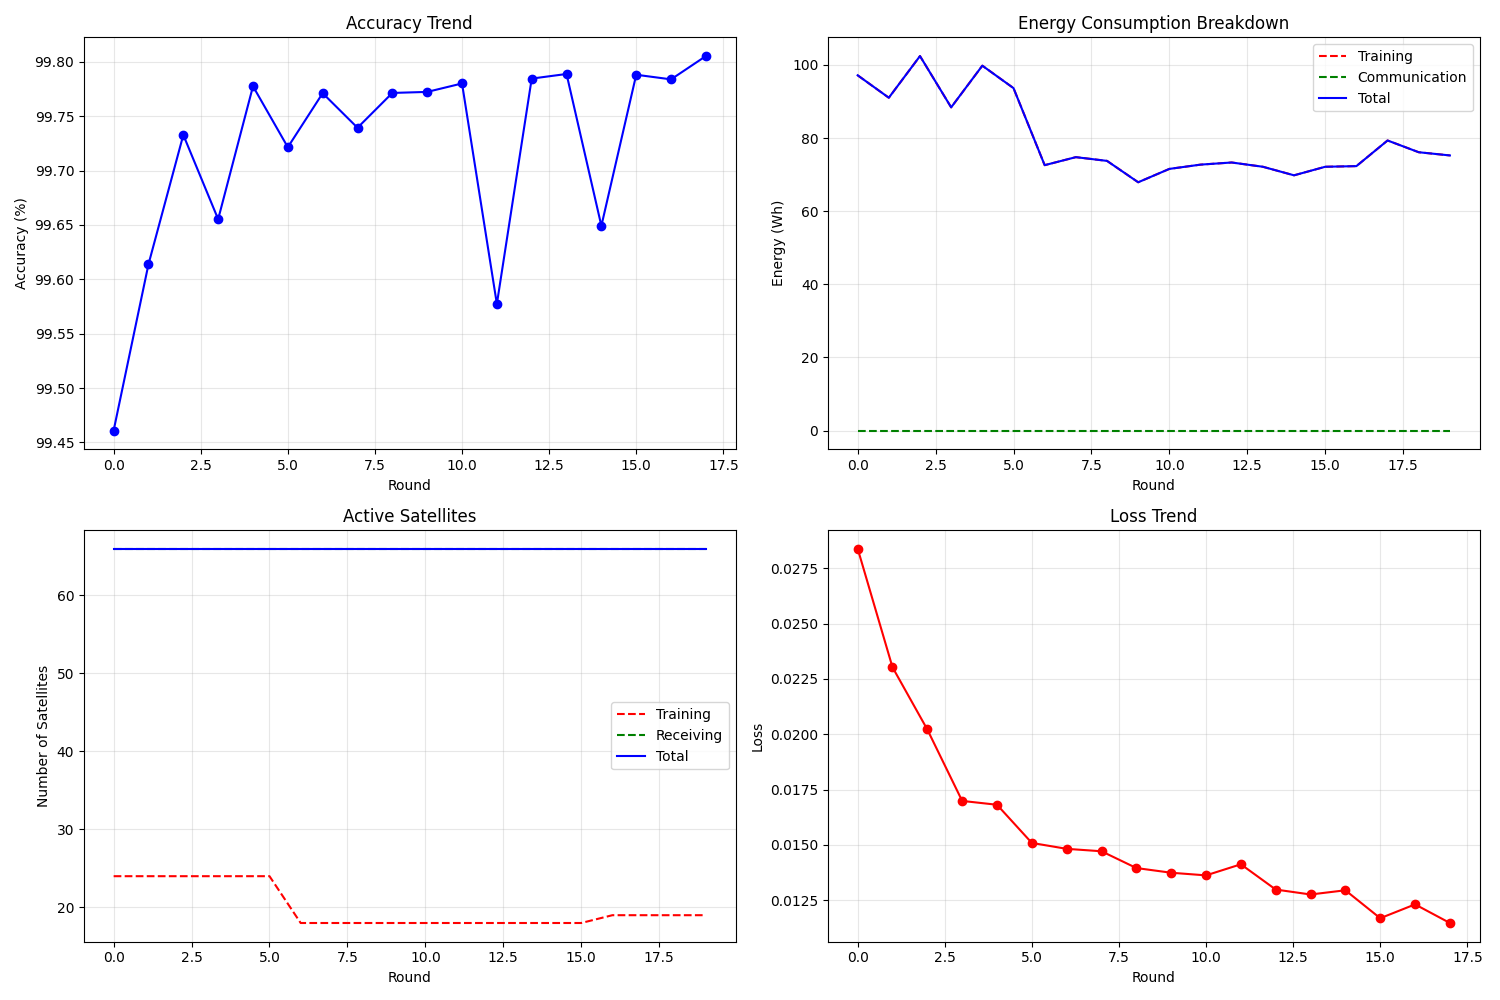 Accuracy Trend
Accuracy (%)
99.80
99.75
99.70
99.65
99.60
99.55
99.50
99.45
0.0 2.5 5.0 7.5 10.0 12.5 15.0 17.5
Round
Energy Consumption Breakdown
Energy (Wh)
100
80
60
40
20
0
Training
Communication
Total
0.0 2.5 5.0 7.5 10.0 12.5 15.0 17.5
Round
Active Satellites
Number of Satellites
60
50
40
30
20
Training
Receiving
Total
0.0 2.5 5.0 7.5 10.0 12.5 15.0 17.5
Round
Loss Trend
Loss
0.0275
0.0250
0.0225
0.0200
0.0175
0.0150
0.0125
0.0 2.5 5.0 7.5 10.0 12.5 15.0 17.5
Round